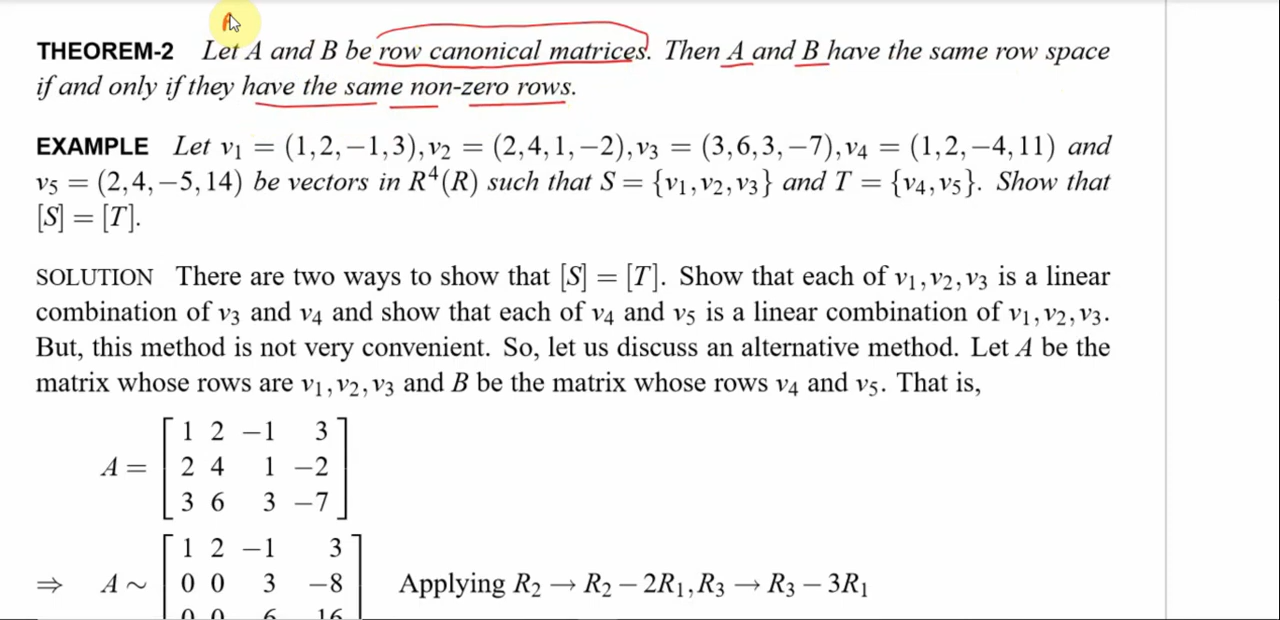 THEOREM-2 Let A and B be row canonical matrices. Then A and B have the same row space
if and only if they have the same non-zero rows.
EXAMPLE Let v₁ = (1,2,−1,3), v₂ = (2,4,1,−2), v₃ = (3,6,3,−7), v₄ = (1,2,−4,11) and
v₅ = (2,4,−5,14) be vectors in R⁴(R) such that S = {v₁,v₂,v₃} and T = {v₄,v₅}. Show that
[S] = [T].
SOLUTION There are two ways to show that [S] = [T]. Show that each of v₁,v₂,v₃ is a linear
combination of v₃ and v₄ and show that each of v₄ and v₅ is a linear combination of v₁,v₂,v₃.
But, this method is not very convenient. So, let us discuss an alternative method. Let A be the
matrix whose rows are v₁,v₂,v₃ and B be the matrix whose rows v₄ and v₅. That is,
1 2 −1 3
A = 2 4 1 −2
3 6 3 −7
1 2 −1 3
⇒ A ∼ 0 0 3 −8 Applying R₂ → R₂ − 2R₁, R₃ → R₃ − 3R₁
0 0 6 16